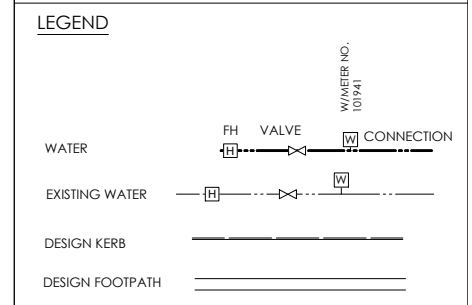 LEGEND
W/METER NO.
101941
FH VALVE
WATER H W CONNECTION
EXISTING WATER H W
DESIGN KERB
DESIGN FOOTPATH